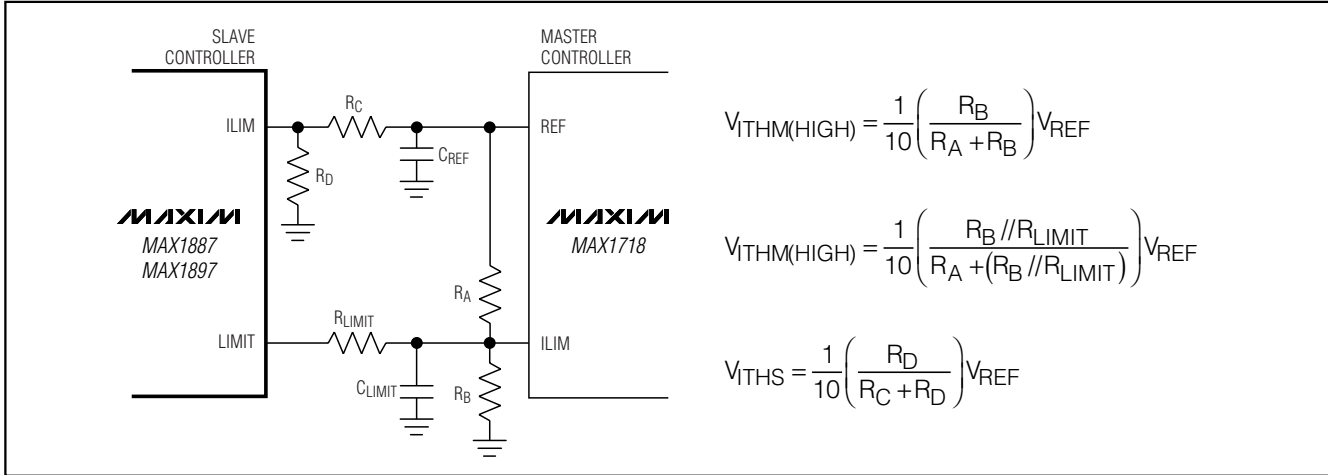 SLAVE
CONTROLLER
MASTER
CONTROLLER
ILIM
R_C
REF
C_REF
R_D
MAXIM
MAX1887
MAX1897
MAXIM
MAX1718
R_A
LIMIT
R_LIMIT
ILIM
C_LIMIT
R_B
V_ITHM(HIGH) = 1/10 (R_B / (R_A + R_B)) V_REF
V_ITHM(HIGH) = 1/10 (R_B//R_LIMIT / (R_A + (R_B//R_LIMIT))) V_REF
V_ITHS = 1/10 (R_D / (R_C + R_D)) V_REF